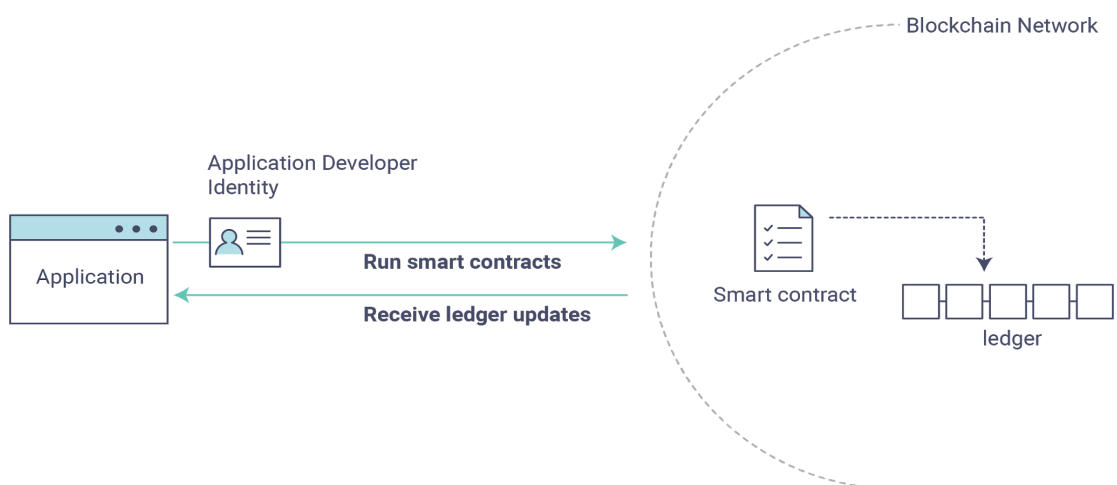 Blockchain Network
Application Developer
Identity
Application
Run smart contracts
Receive ledger updates
Smart contract
ledger